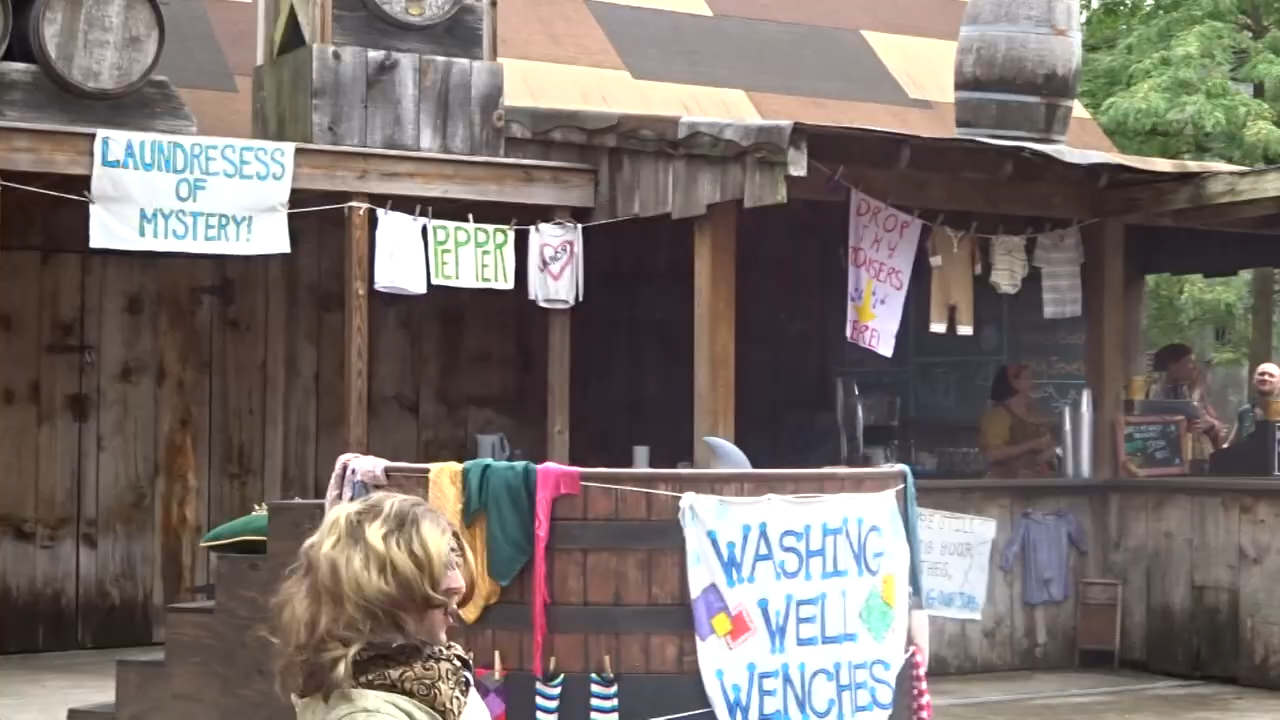 LAUNDRESESS
OF
MYSTERY!
PEPPER
DROP
THY
TROUSERS
HERE!
WASHING
WELL
WENCHES